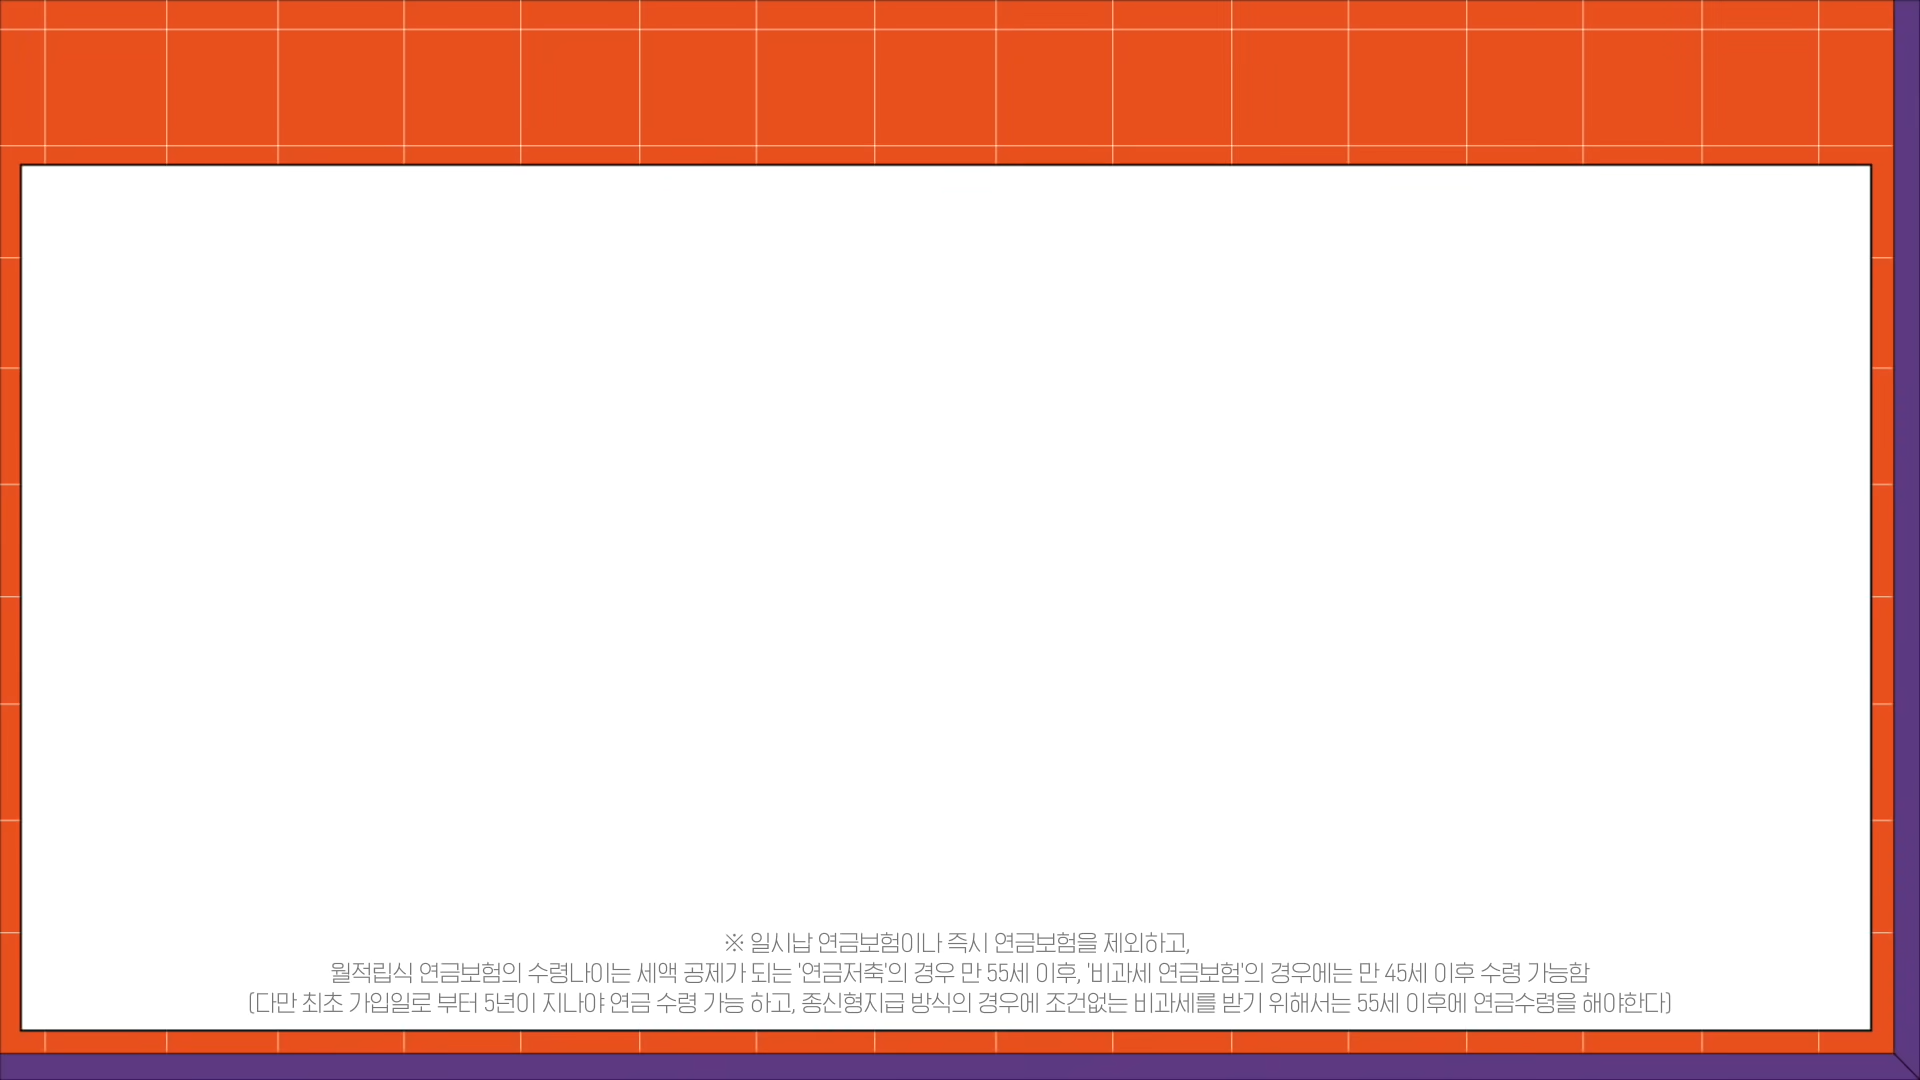 ※ 일시납 연금보험이나 즉시 연금보험을 제외하고,
월적립식 연금보험의 수령나이는 세액 공제가 되는 '연금저축'의 경우 만 55세 이후, '비과세 연금보험'의 경우에는 만 45세 이후 수령 가능함
(다만 최초 가입일로 부터 5년이 지나야 연금 수령 가능 하고, 종신형지급 방식의 경우에 조건없는 비과세를 받기 위해서는 55세 이후에 연금수령을 해야한다)